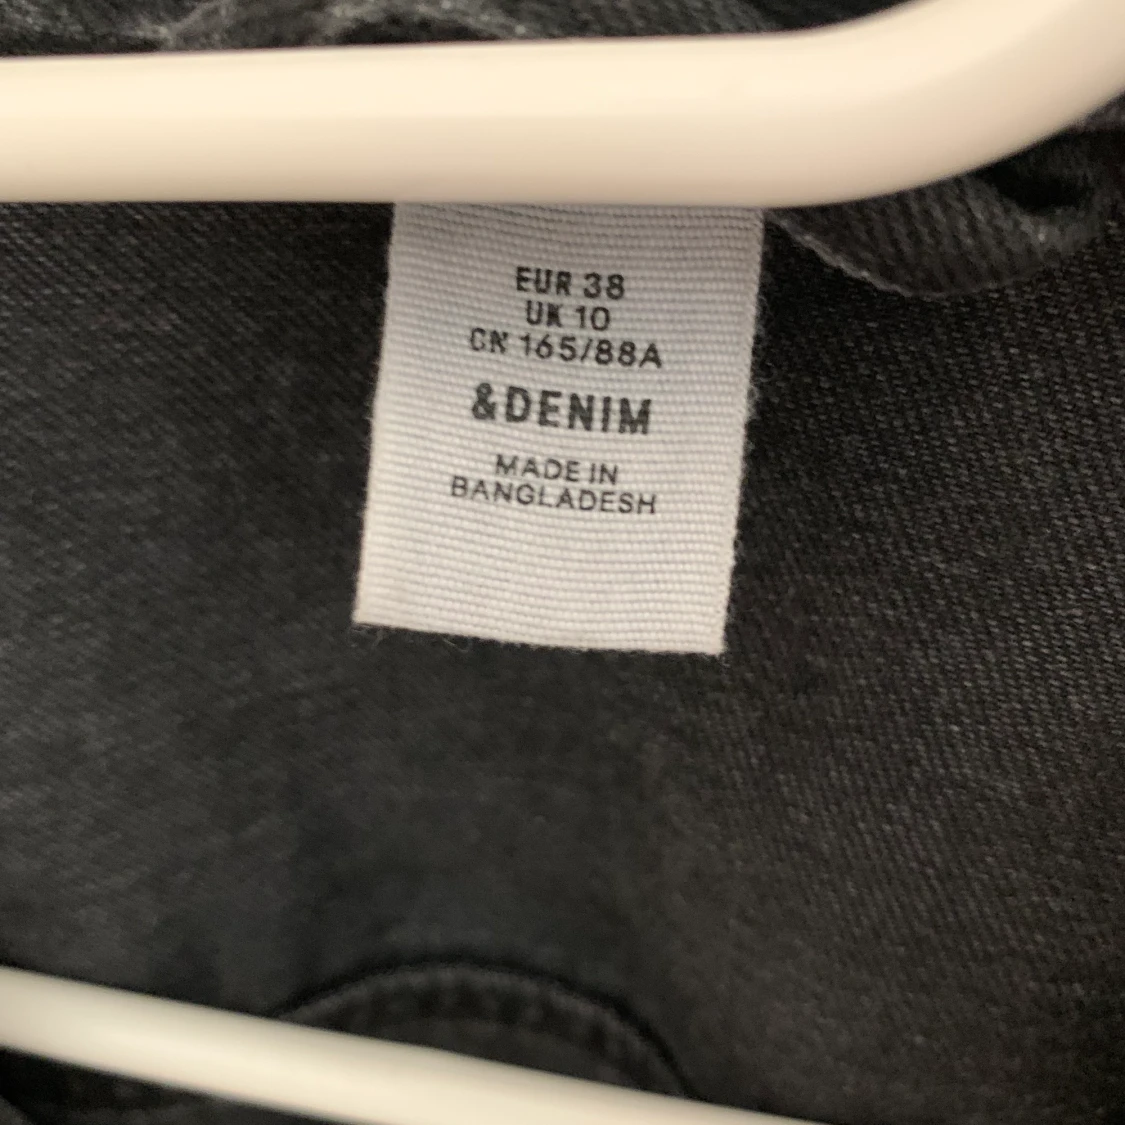 EUR 38
UK 10
CN 165/88A
&DENIM
MADE IN
BANGLADESH